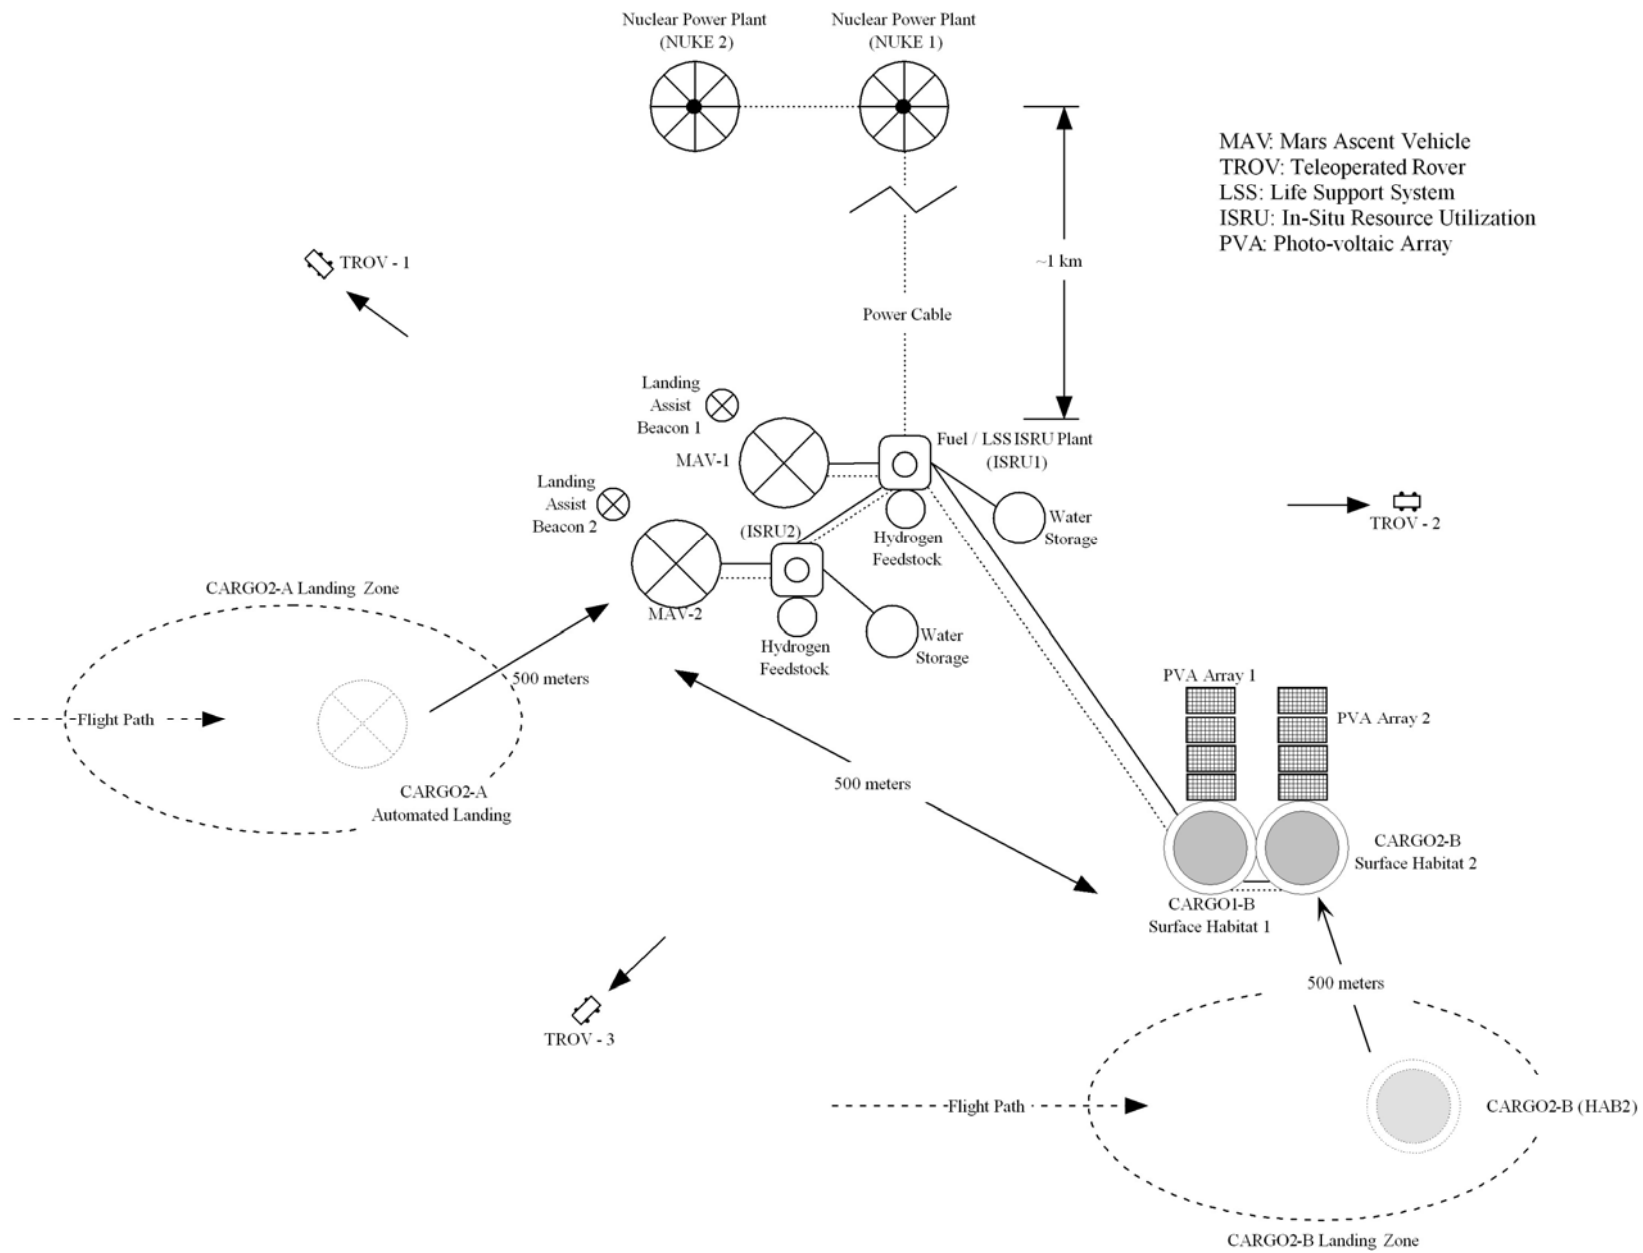 Nuclear Power Plant
(NUKE 2)
Nuclear Power Plant
(NUKE 1)
MAV: Mars Ascent Vehicle
TROV: Teleoperated Rover
LSS: Life Support System
ISRU: In-Situ Resource Utilization
PVA: Photo-voltaic Array
TROV - 1
~1 km
Power Cable
Landing
Assist
Beacon 1
MAV-1
Fuel / LSS ISRU Plant
(ISRU1)
Landing
Assist
Beacon 2
(ISRU2)
Hydrogen
Feedstock
Water
Storage
TROV - 2
CARGO2-A Landing Zone
MAV-2
Hydrogen
Feedstock
Water
Storage
500 meters
Flight Path
PVA Array 1
PVA Array 2
500 meters
CARGO2-A
Automated Landing
CARGO2-B
Surface Habitat 2
CARGO1-B
Surface Habitat 1
500 meters
TROV - 3
Flight Path
CARGO2-B (HAB2)
CARGO2-B Landing Zone